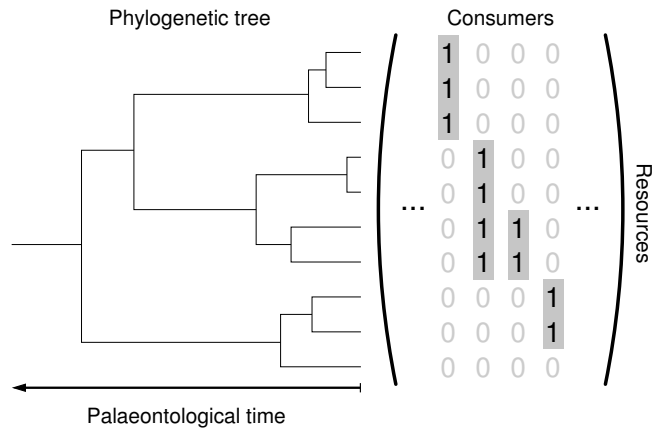 Phylogenetic tree
Consumers
1 0 0 0
1 0 0 0
1 0 0 0
0 1 0 0
... 0 1 0 0 ...
0 1 1 0
0 1 1 0
0 0 0 1
0 0 0 1
0 0 0 0
Resources
Palaeontological time